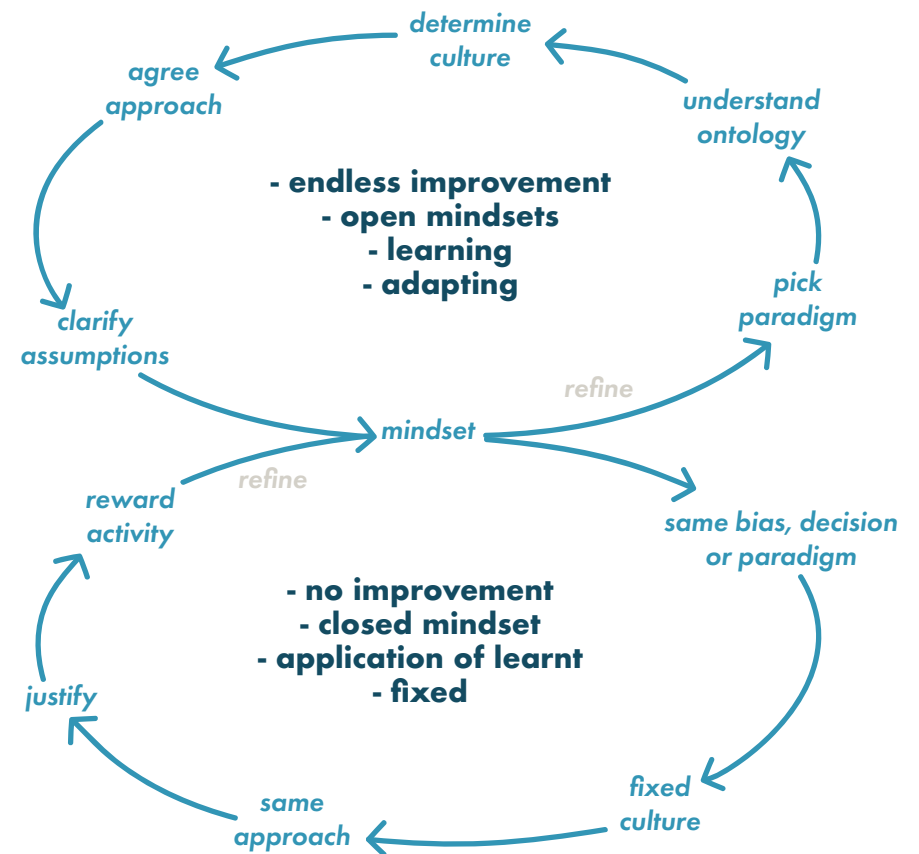 determine
culture
agree
approach
understand
ontology
- endless improvement
- open mindsets
- learning
- adapting
pick
paradigm
clarify
assumptions
refine
mindset
refine
reward
activity
same bias, decision
or paradigm
- no improvement
- closed mindset
- application of learnt
- fixed
justify
fixed
culture
same
approach